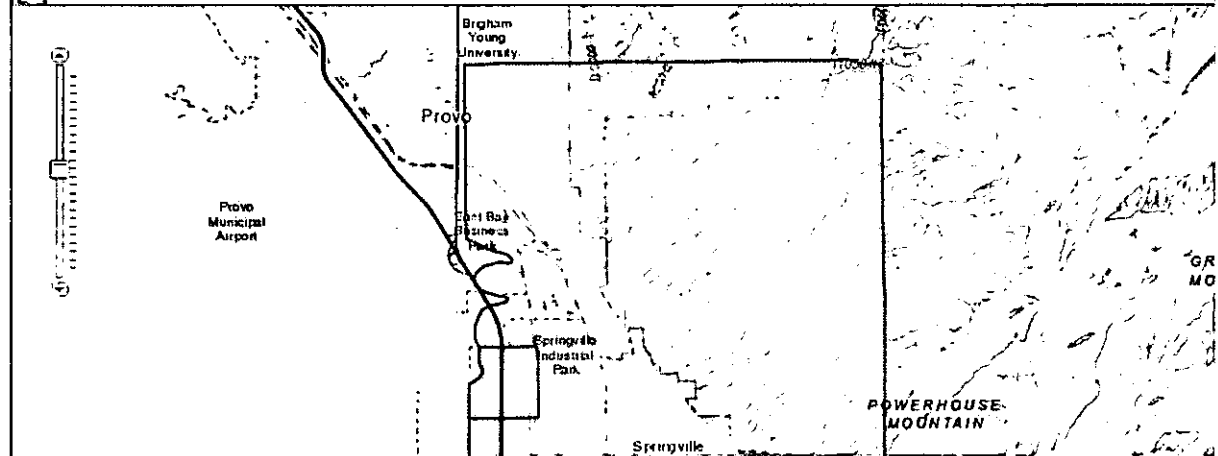 Brigham
Young
University
Provo
Provo
Municipal
Airport
East Bay
Business
Park
GR
MO
Springville
Industrial
Park
POWERHOUSE
MOUNTAIN
Springville